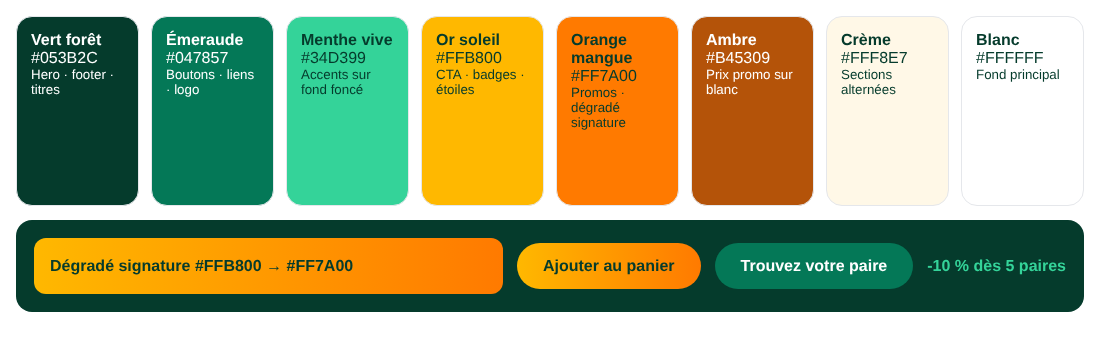 Vert forêt
#053B2C
Hero · footer ·
titres
Émeraude
#047857
Boutons · liens
· logo
Menthe vive
#34D399
Accents sur
fond foncé
Or soleil
#FFB800
CTA · badges ·
étoiles
Orange
mangue
#FF7A00
Promos ·
dégradé
signature
Ambre
#B45309
Prix promo sur
blanc
Crème
#FFF8E7
Sections
alternées
Blanc
#FFFFFF
Fond principal
Dégradé signature #FFB800 → #FF7A00
Ajouter au panier
Trouvez votre paire
-10 % dès 5 paires